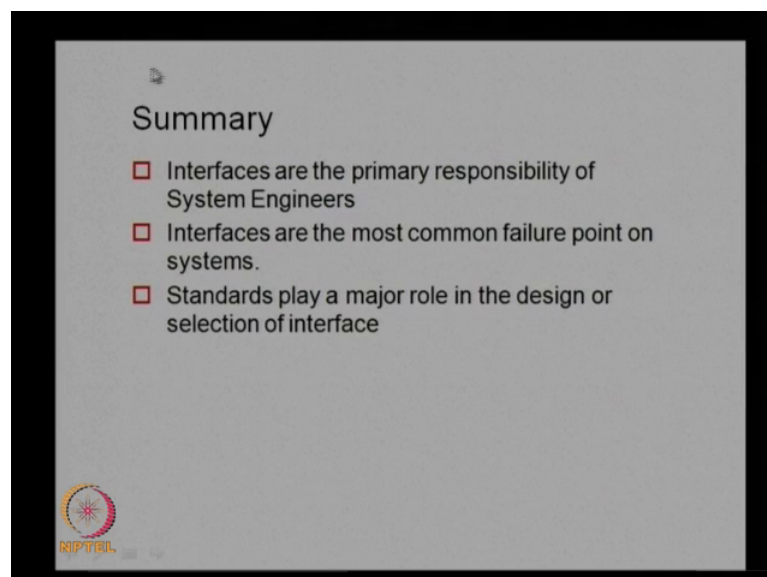 Summary
Interfaces are the primary responsibility of
System Engineers
Interfaces are the most common failure point on
systems.
Standards play a major role in the design or
selection of interface
NPTEL